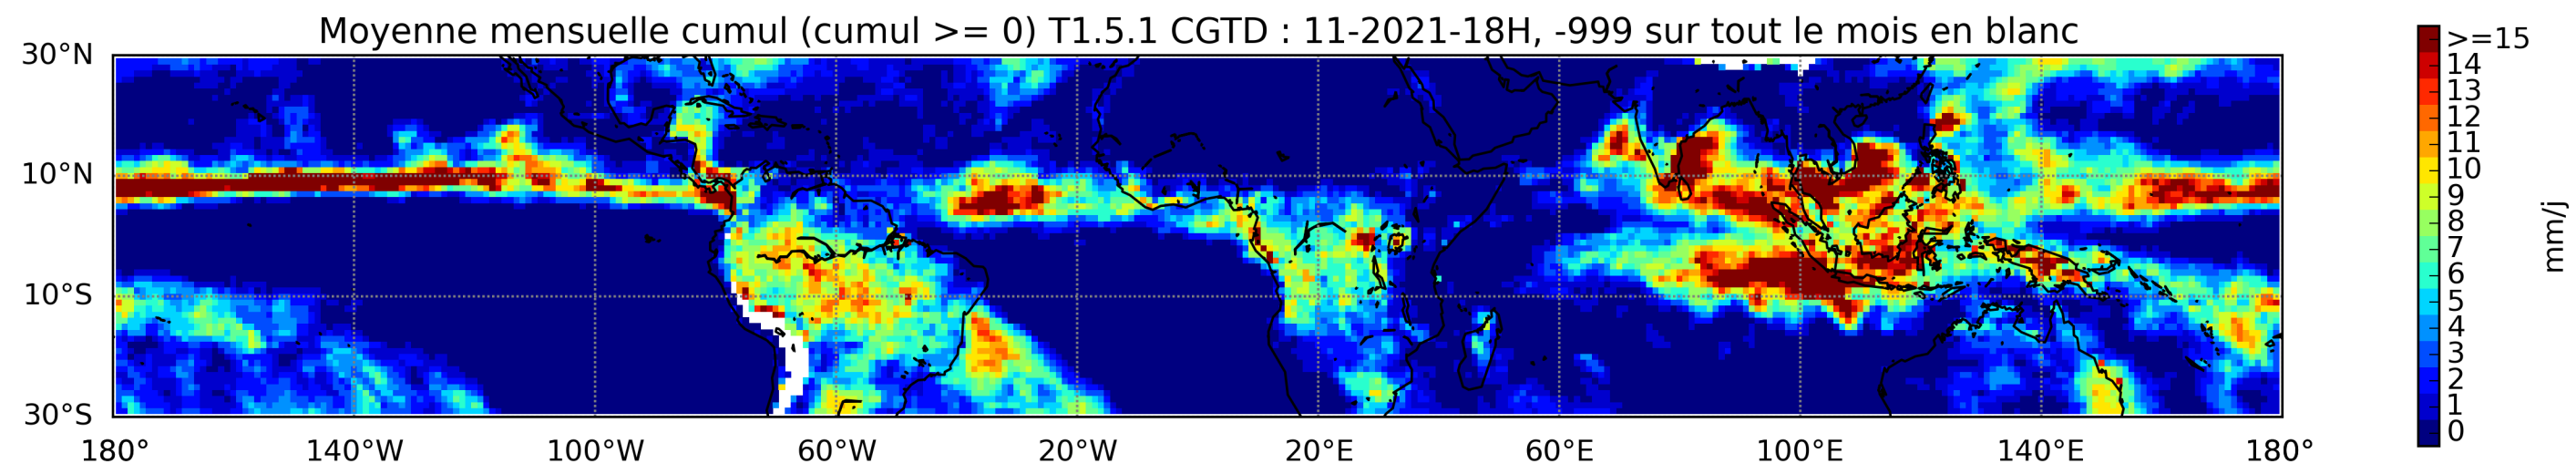 Moyenne mensuelle cumul (cumul >= 0) T1.5.1 CGTD : 11-2021-18H, -999 sur tout le mois en blanc
30°N
10°N
10°S
30°S
180° 140°W 100°W 60°W 20°W 20°E 60°E 100°E 140°E 180°
>=15
14
13
12
11
10
9
8
7
6
5
4
3
2
1
0
mm/j